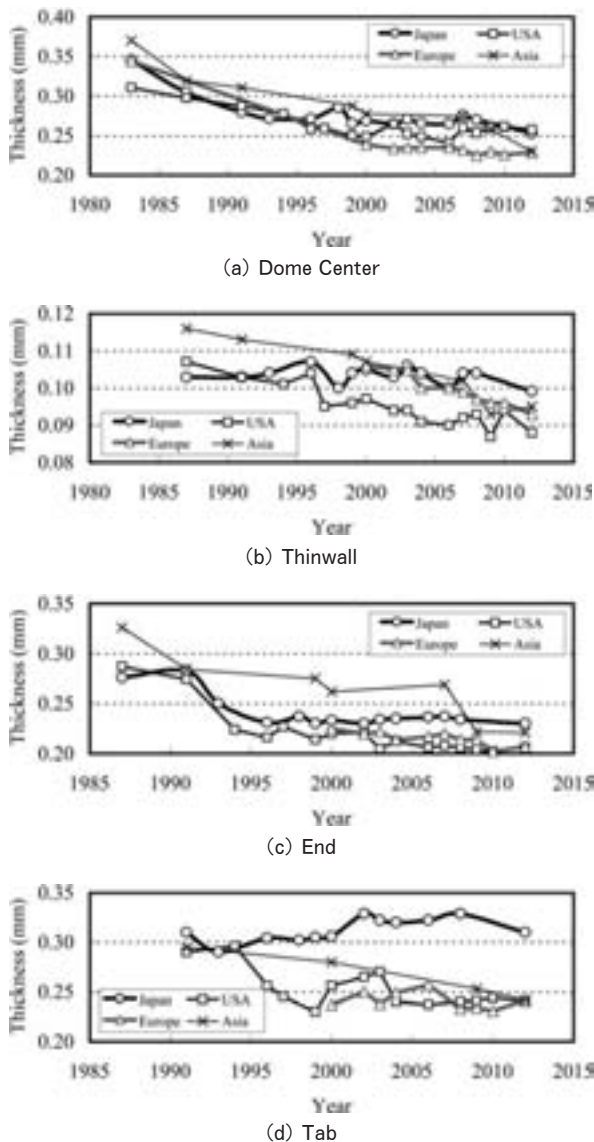 0.40
0.35
0.30
0.25
0.20
Thickness (mm)
Japan USA
Europe Asia
1980 1985 1990 1995 2000 2005 2010 2015
Year
(a) Dome Center
0.12
0.11
0.10
0.09
0.08
Thickness (mm)
Japan USA
Europe Asia
1980 1985 1990 1995 2000 2005 2010 2015
Year
(b) Thinwall
0.35
0.30
0.25
0.20
Thickness (mm)
Japan USA
Europe Asia
1985 1990 1995 2000 2005 2010 2015
Year
(c) End
0.35
0.30
0.25
0.20
Thickness (mm)
Japan USA
Europe Asia
1985 1990 1995 2000 2005 2010 2015
Year
(d) Tab